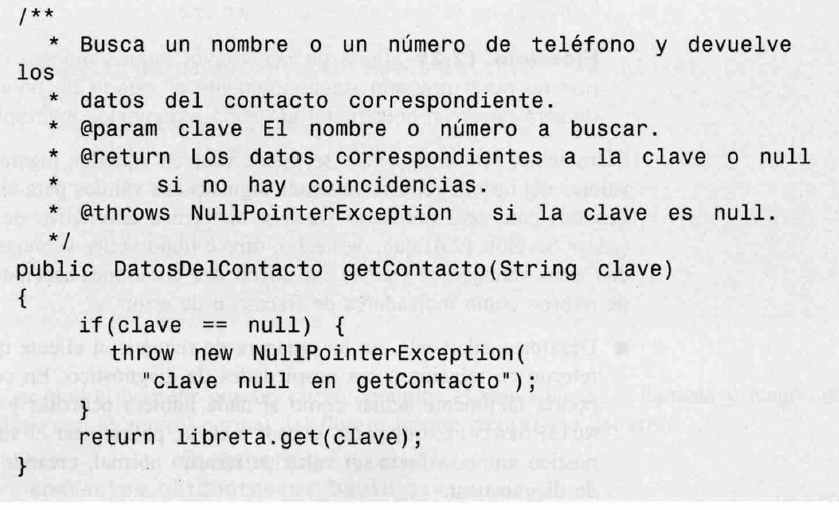 /**
* Busca un nombre o un número de teléfono y devuelve
los
* datos del contacto correspondiente.
* @param clave El nombre o número a buscar.
* @return Los datos correspondientes a la clave o null
* si no hay coincidencias.
* @throws NullPointerException si la clave es null.
*/
public DatosDelContacto getContacto(String clave)
{
if(clave == null) {
throw new NullPointerException(
"clave null en getContacto");
}
return libreta.get(clave);
}